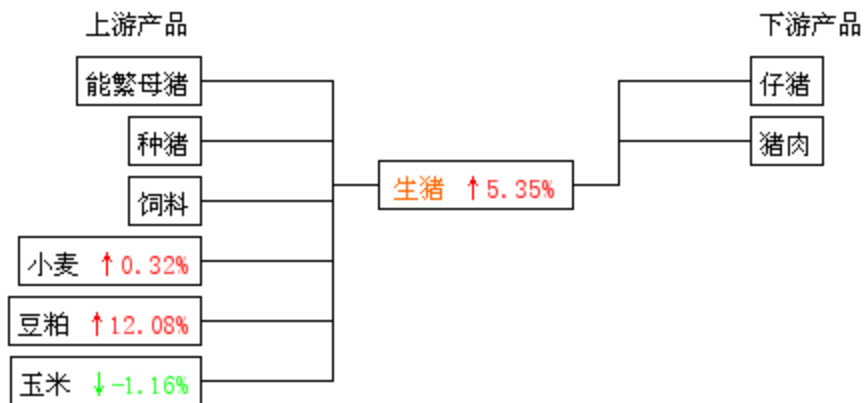 上游产品
下游产品
能繁母猪
仔猪
种猪
猪肉
生猪 ↑5.35%
饲料
小麦 ↑0.32%
豆粕 ↑12.08%
玉米 ↓-1.16%